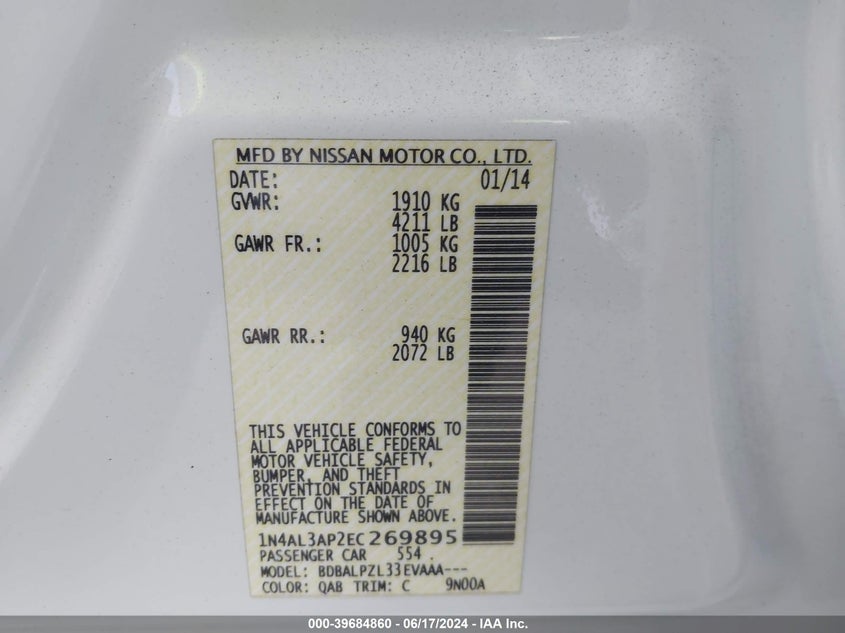 MFD BY NISSAN MOTOR CO., LTD.
DATE: 01/14
GVWR: 1910 KG
4211 LB
GAWR FR.: 1005 KG
2216 LB
GAWR RR.: 940 KG
2072 LB
THIS VEHICLE CONFORMS TO
ALL APPLICABLE FEDERAL
MOTOR VEHICLE SAFETY,
BUMPER, AND THEFT
PREVENTION STANDARDS IN
EFFECT ON THE DATE OF
MANUFACTURE SHOWN ABOVE.
1N4AL3AP2EC269895
PASSENGER CAR 554 .
MODEL: BDBALPZL33EVAAA---
COLOR: QAB TRIM: C 9N00A
000-39684860 - 06/17/2024 - IAA Inc.